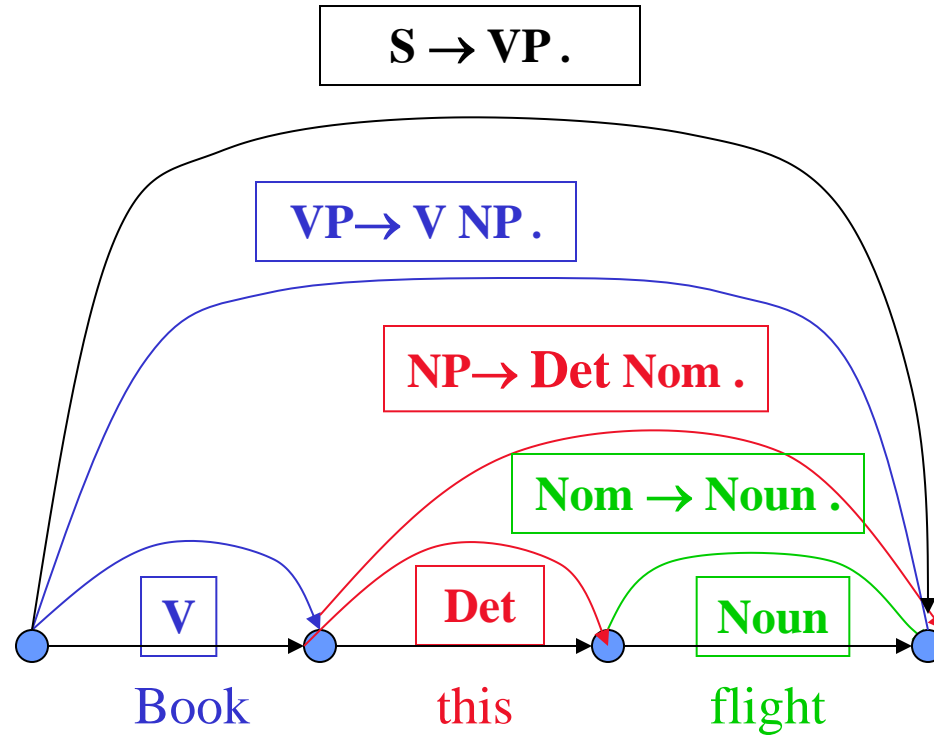 S → VP .
VP→ V NP .
NP→ Det Nom .
Nom → Noun .
V Det Noun
Book this flight